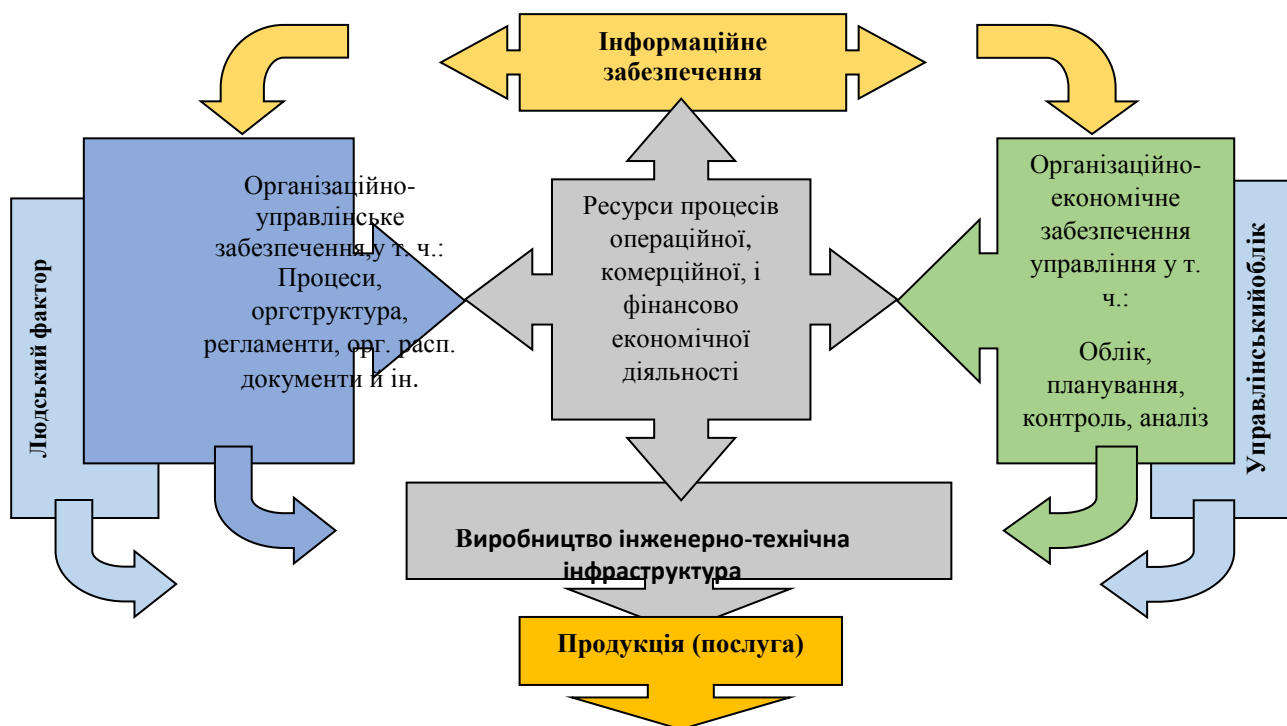 Інформаційне
забезпечення
Людський фактор
Організаційно-
управлінське
забезпечення,у т. ч.:
Процеси,
оргструктура,
регламенти, орг. расп.
документи й ін.
Ресурси процесів
операційної,
комерційної, і
фінансово
економічної
діяльності
Організаційно-
економічне
забезпечення
управління у т.
ч.:
Облік,
планування,
контроль, аналіз
Управлінськийоблік
Виробництво інженерно-технічна
інфраструктура
Продукція (послуга)